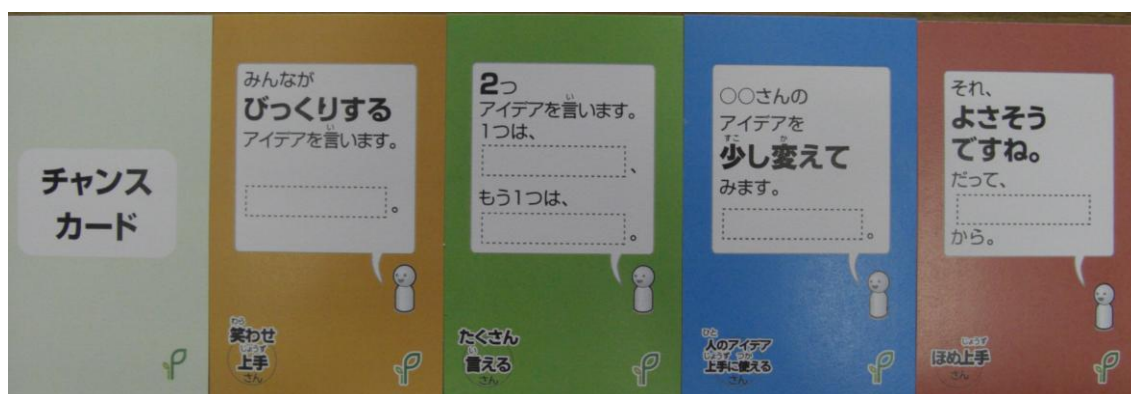 チャンス
カード
みんなが
びっくりする
アイデアを言います。
。
笑わせ
上手
さん
2つ
アイデアを言います。
1つは、
、
もう1つは、
。
たくさん
言える
さん
○○さんの
アイデアを
少し変えて
みます。
。
人のアイデア
上手に使える
さん
それ、
よさそう
ですね。
だって、
から。
ほめ上手
さん